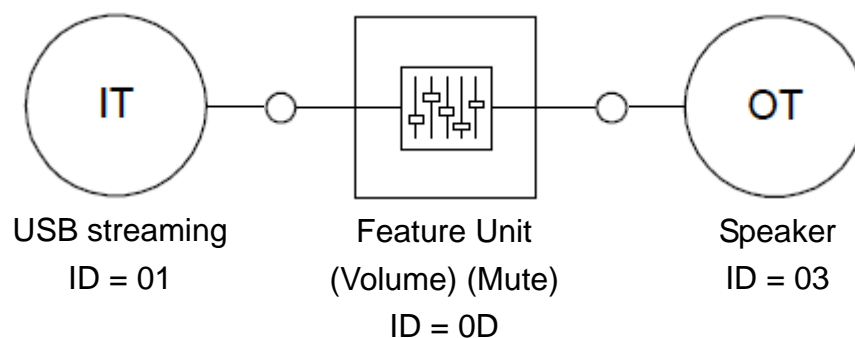 IT
OT
USB streaming
ID = 01
Feature Unit
(Volume) (Mute)
ID = 0D
Speaker
ID = 03